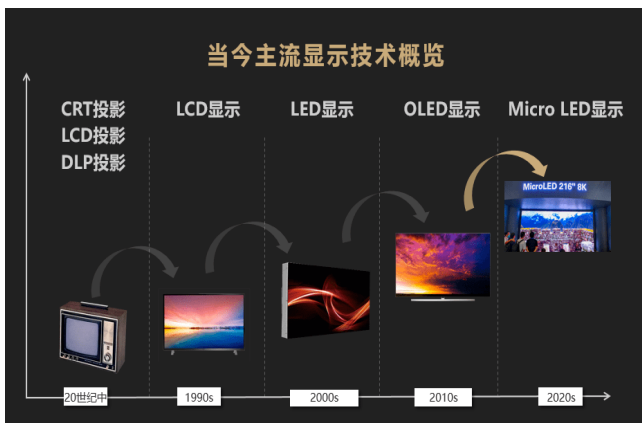 当今主流显示技术概览
CRT投影
LCD投影
DLP投影
LCD显示
LED显示
OLED显示
Micro LED显示
MicroLED 216" 8K
20世纪中
1990s
2000s
2010s
2020s